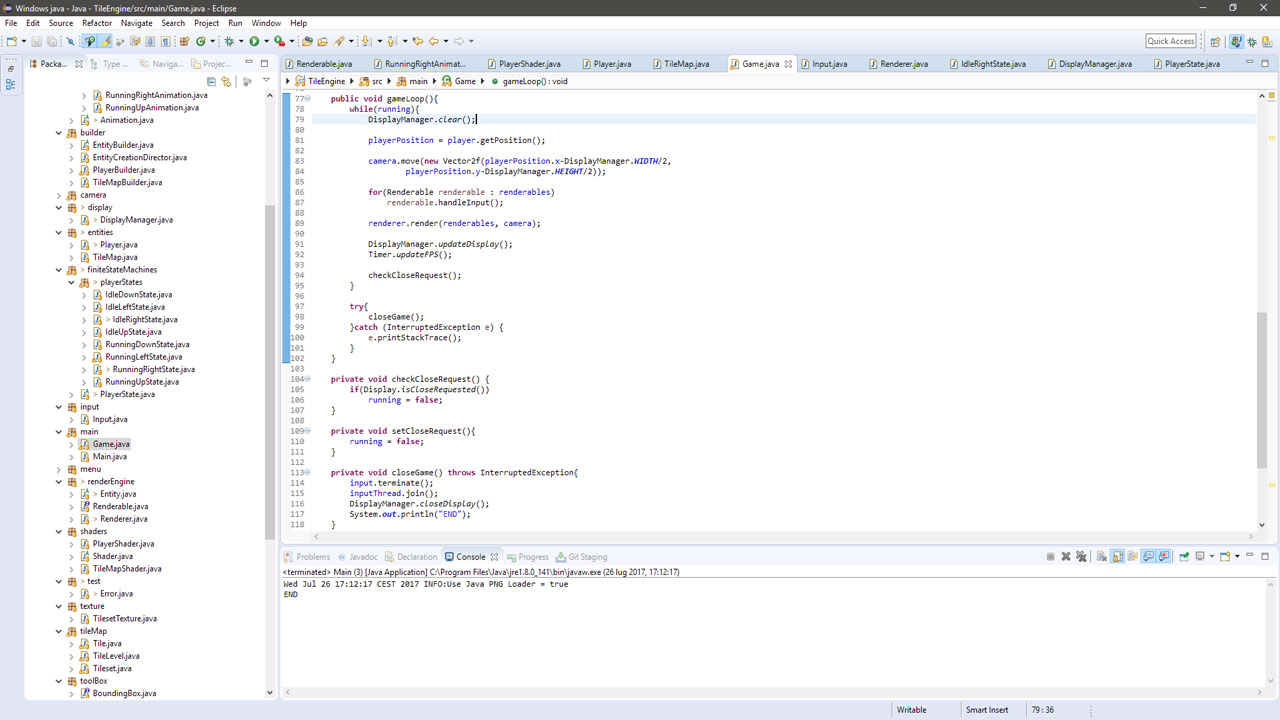 Windows java - Java - TileEngine/src/main/Game.java - Eclipse
File Edit Source Refactor Navigate Search Project Run Window Help
Quick Access
Packa... Type ... Naviga... Projec...
Renderable.java RunningRightAnimat... PlayerShader.java Player.java TileMap.java Game.java Input.java Renderer.java IdleRightState.java DisplayManager.java PlayerState.java
TileEngine src main Game gameLoop() : void
RunningRightAnimation.java
RunningUpAnimation.java
> Animation.java
builder
EntityBuilder.java
EntityCreationDirector.java
PlayerBuilder.java
TileMapBuilder.java
camera
> display
> DisplayManager.java
> entities
> Player.java
TileMap.java
> finiteStateMachines
> playerStates
IdleDownState.java
IdleLeftState.java
> IdleRightState.java
IdleUpState.java
RunningDownState.java
RunningLeftState.java
> RunningRightState.java
RunningUpState.java
> PlayerState.java
input
Input.java
main
Game.java
Main.java
menu
> renderEngine
> Entity.java
Renderable.java
> Renderer.java
shaders
PlayerShader.java
Shader.java
TileMapShader.java
> test
> Error.java
texture
TilesetTexture.java
tileMap
Tile.java
TileLevel.java
Tileset.java
toolBox
BoundingBox.java
77 public void gameLoop(){
78 while(running){
79 DisplayManager.clear();
80
81 playerPosition = player.getPosition();
82
83 camera.move(new Vector2f(playerPosition.x-DisplayManager.WIDTH/2,
84 playerPosition.y-DisplayManager.HEIGHT/2));
85
86 for(Renderable renderable : renderables)
87 renderable.handleInput();
88
89 renderer.render(renderables, camera);
90
91 DisplayManager.updateDisplay();
92 Timer.updateFPS();
93
94 checkCloseRequest();
95 }
96
97 try{
98 closeGame();
99 }catch (InterruptedException e) {
100 e.printStackTrace();
101 }
102 }
103
104 private void checkCloseRequest() {
105 if(Display.isCloseRequested())
106 running = false;
107 }
108
109 private void setCloseRequest(){
110 running = false;
111 }
112
113 private void closeGame() throws InterruptedException{
114 input.terminate();
115 inputThread.join();
116 DisplayManager.closeDisplay();
117 System.out.println("END");
118 }
Problems Javadoc Declaration Console Progress Git Staging
<terminated> Main (3) [Java Application] C:\Program Files\Java\jre1.8.0_141\bin\javaw.exe (26 lug 2017, 17:12:17)
Wed Jul 26 17:12:17 CEST 2017 INFO:Use Java PNG Loader = true
END
Writable Smart Insert 79 : 36